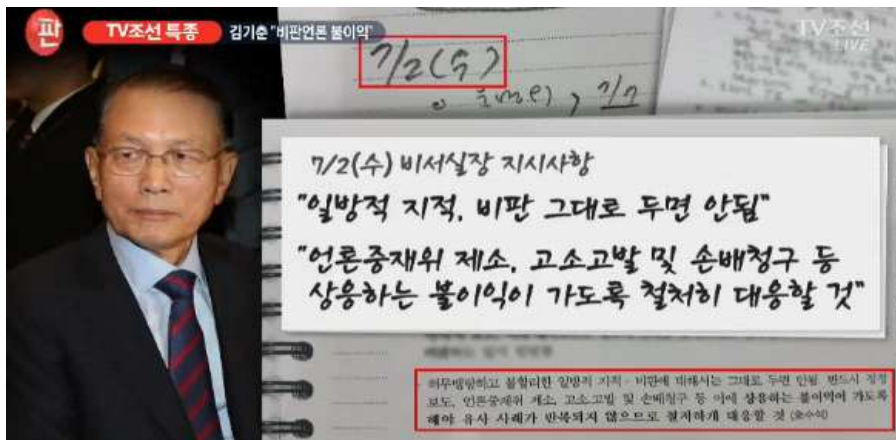 판 TV조선 특종 김기춘 "비판언론 불이익"
TV조선
LIVE
7/2(수)
7/7
7/2(수) 비서실장 지시사항
"일방적 지적, 비판 그대로 두면 안됨"
"언론중재위 제소, 고소고발 및 손배청구 등
상응하는 불이익이 가도록 철저히 대응할 것"
허무맹랑하고 불합리한 일방적 지적·비판에 대해서는 그대로 두면 안됨. 반드시 정정
보도, 언론중재위 제소, 고소·고발 및 손배청구 등 이에 상응하는 불이익이 가도록
해야 유사 사례가 반복되지 않으므로 철저하게 대응할 것